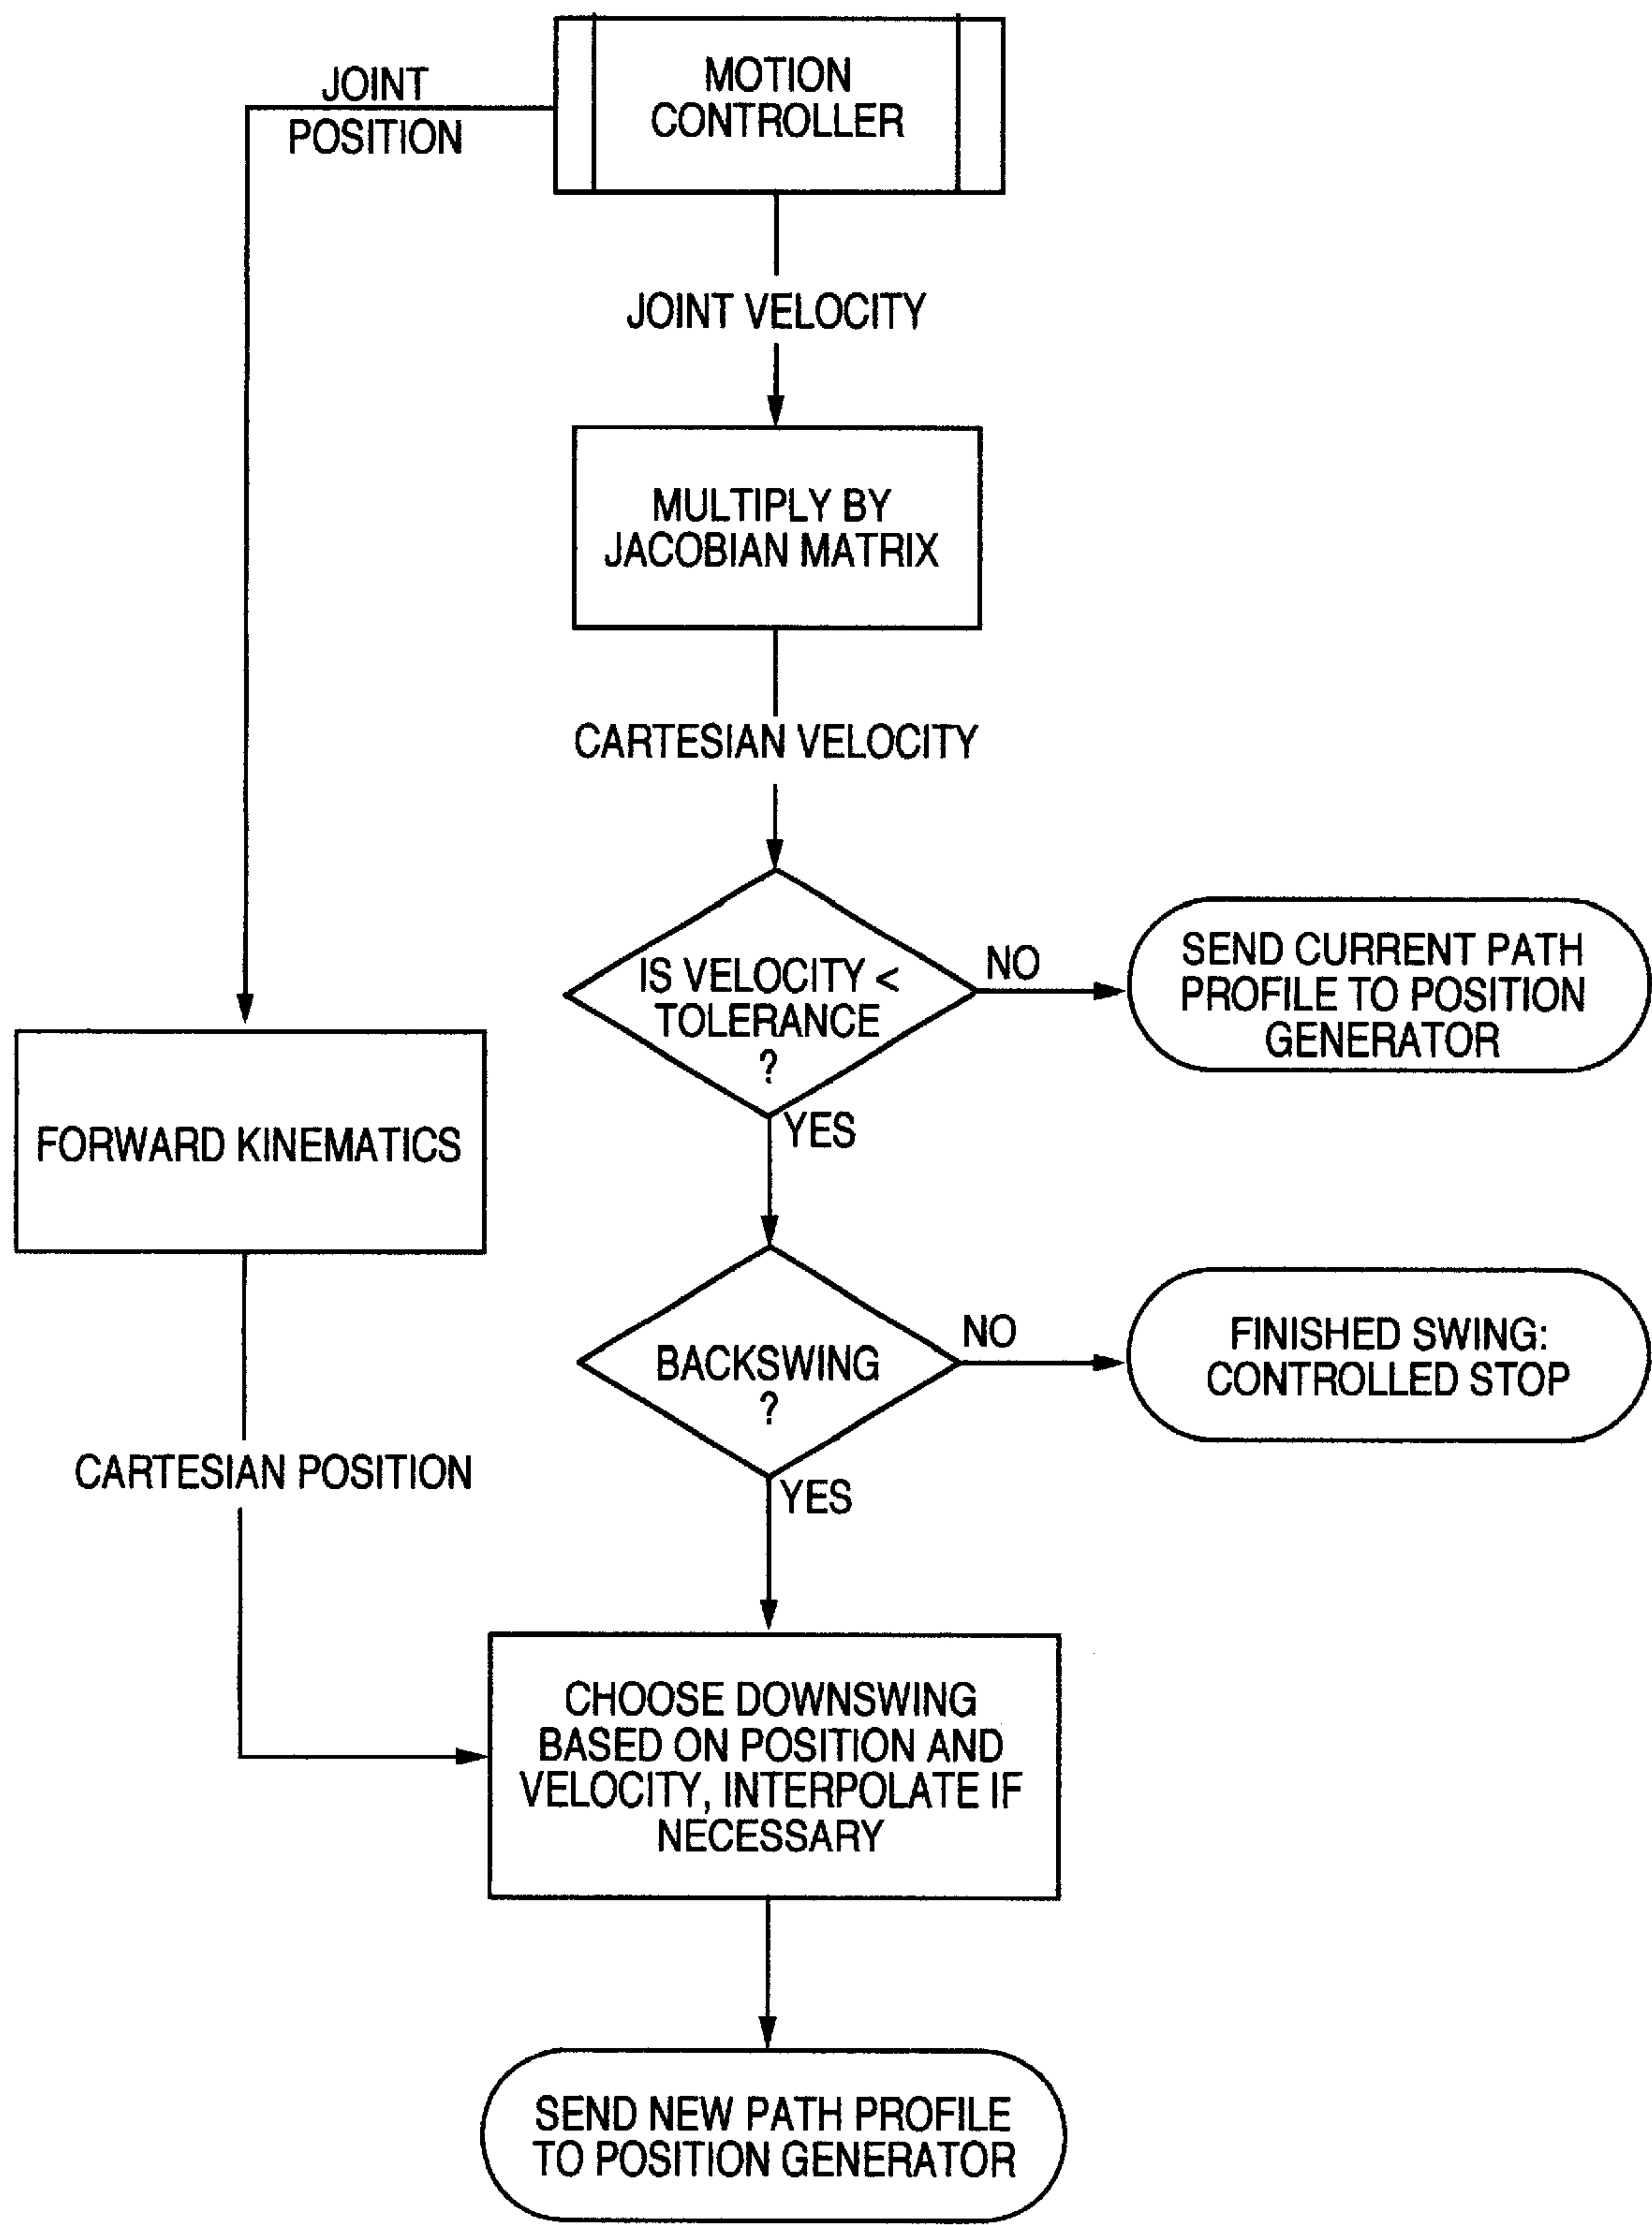 MOTION
CONTROLLER
JOINT
POSITION
JOINT VELOCITY
MULTIPLY BY
JACOBIAN MATRIX
CARTESIAN VELOCITY
IS VELOCITY <
TOLERANCE
?
NO
SEND CURRENT PATH
PROFILE TO POSITION
GENERATOR
YES
FORWARD KINEMATICS
BACKSWING
?
NO
FINISHED SWING:
CONTROLLED STOP
YES
CARTESIAN POSITION
CHOOSE DOWNSWING
BASED ON POSITION AND
VELOCITY, INTERPOLATE IF
NECESSARY
SEND NEW PATH PROFILE
TO POSITION GENERATOR